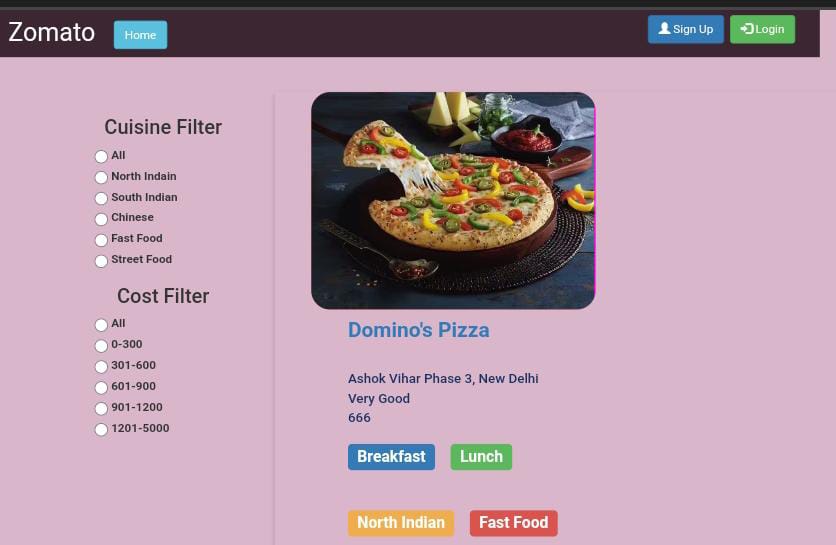 Zomato
Home
Sign Up
Login
Cuisine Filter
All
North Indain
South Indian
Chinese
Fast Food
Street Food
Cost Filter
All
0-300
301-600
601-900
901-1200
1201-5000
Domino's Pizza
Ashok Vihar Phase 3, New Delhi
Very Good
666
Breakfast Lunch
North Indian Fast Food